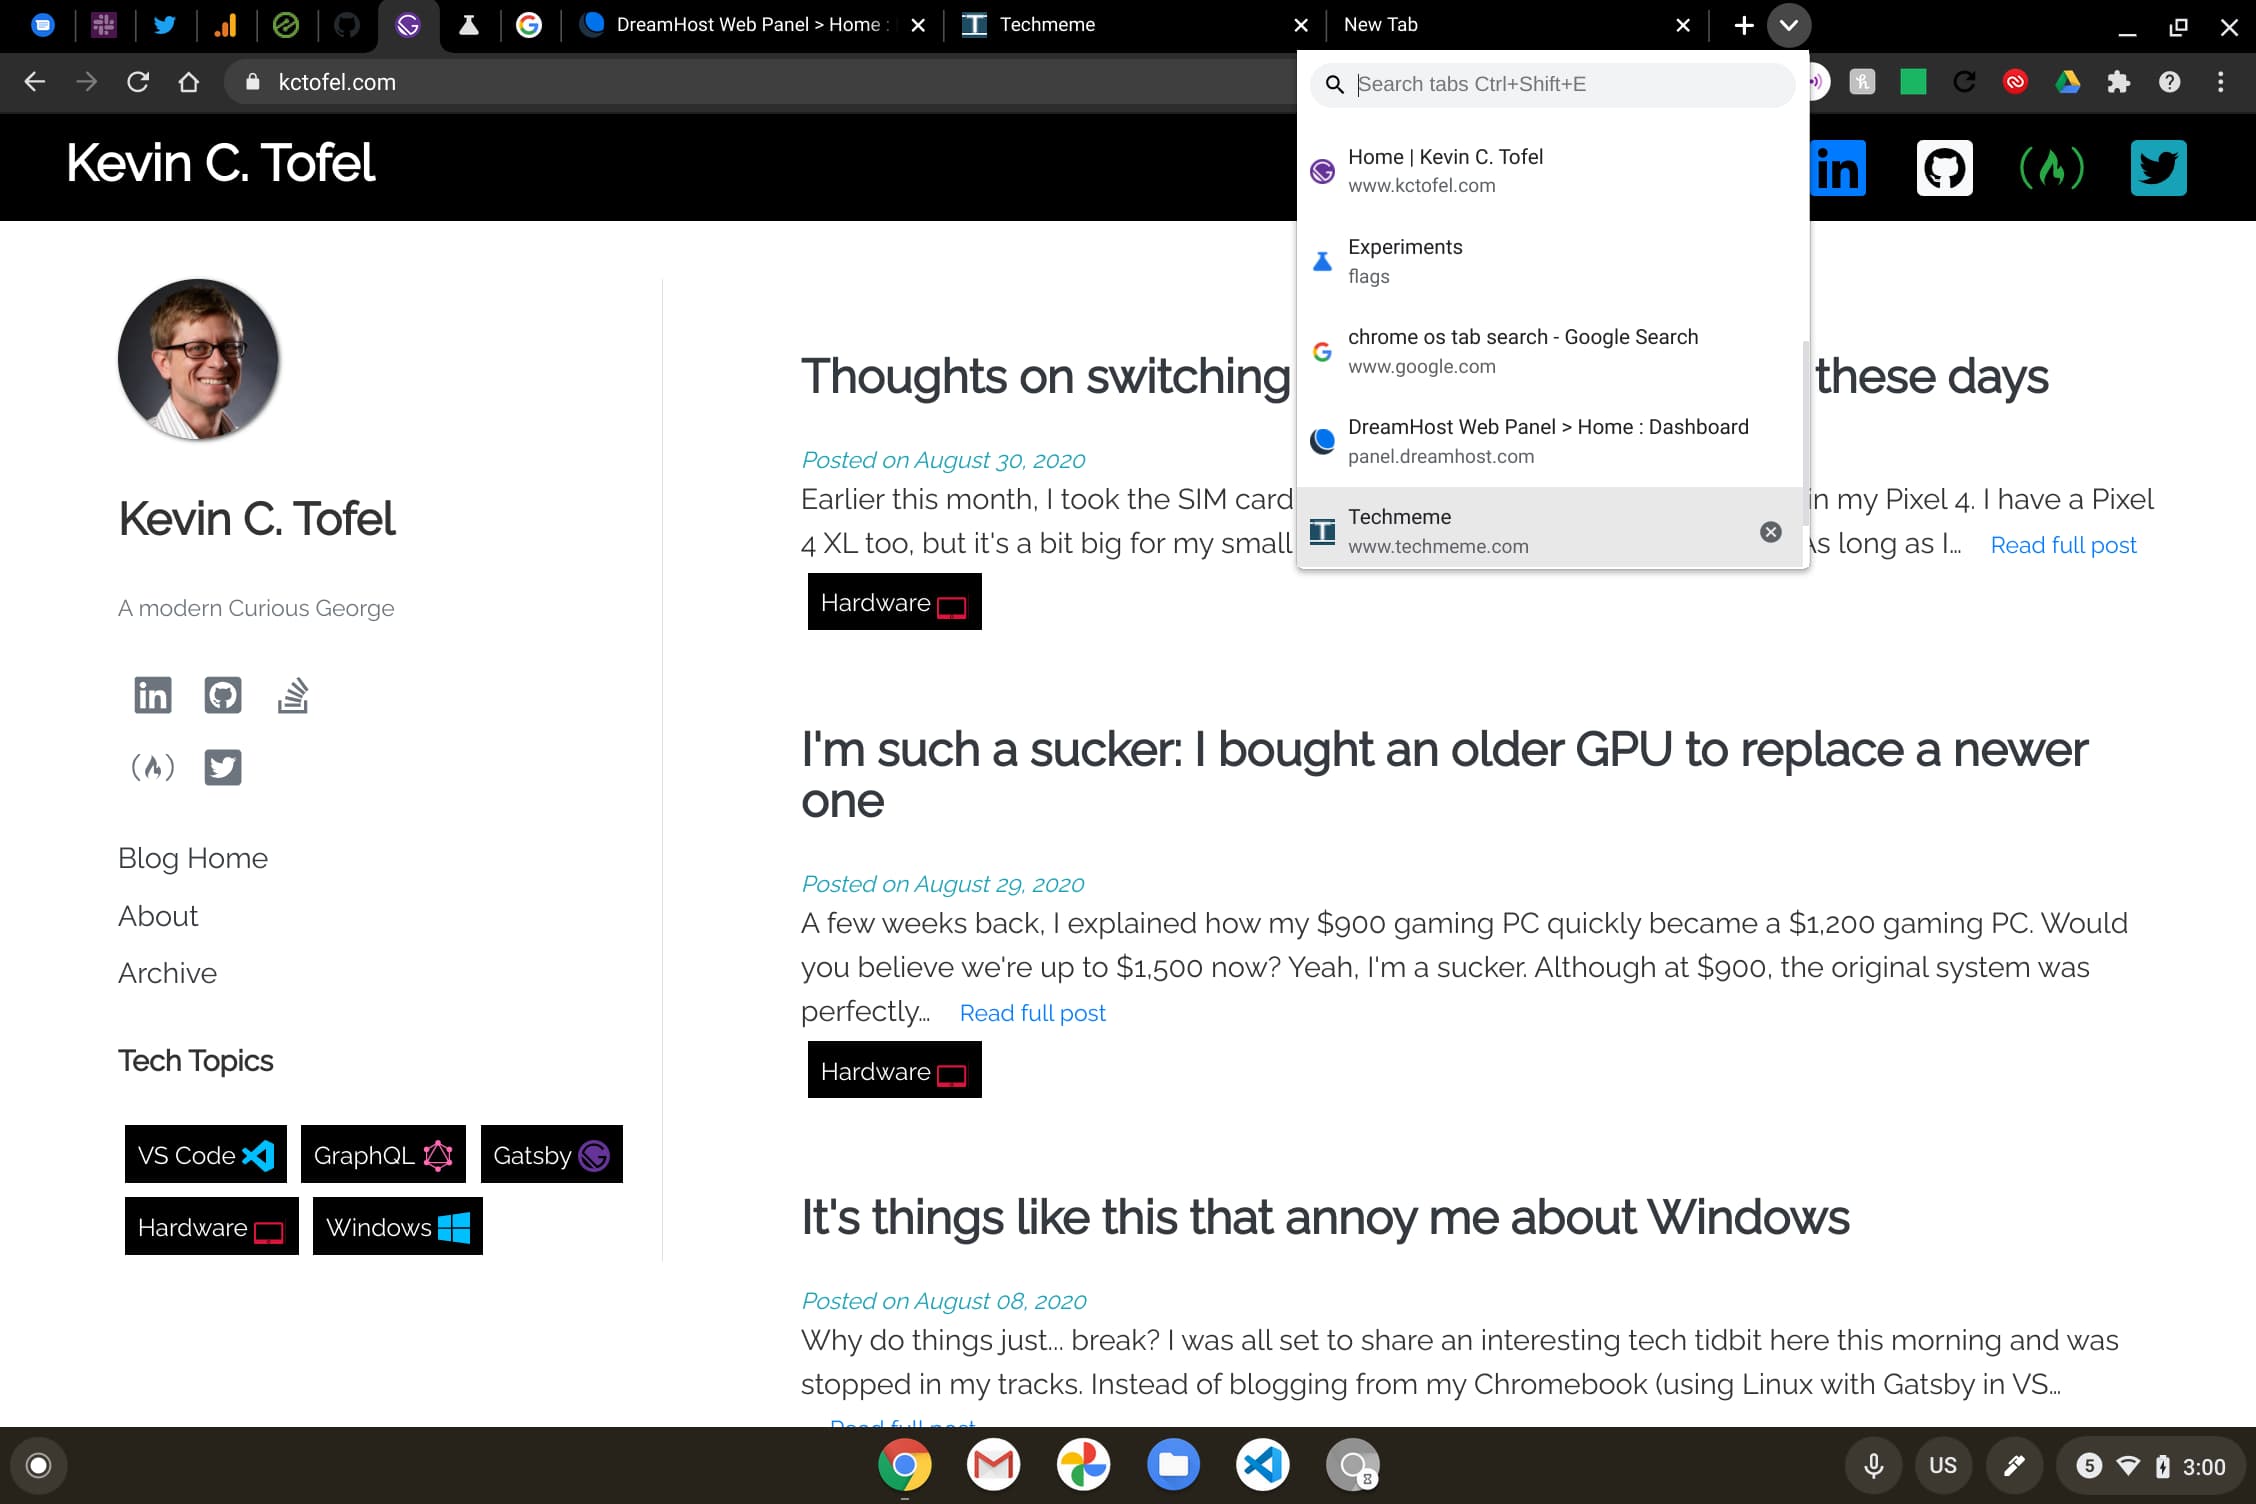 DreamHost Web Panel > Home :
Techmeme
New Tab
kctofel.com
Search tabs Ctrl+Shift+E
Kevin C. Tofel
Home | Kevin C. Tofel
www.kctofel.com
Experiments
flags
chrome os tab search - Google Search
www.google.com
DreamHost Web Panel > Home : Dashboard
panel.dreamhost.com
Techmeme
www.techmeme.com
Kevin C. Tofel
A modern Curious George
Blog Home
About
Archive
Tech Topics
VS Code
GraphQL
Gatsby
Hardware
Windows
Thoughts on switching these days
Posted on August 30, 2020
Earlier this month, I took the SIM card in my Pixel 4. I have a Pixel
4 XL too, but it's a bit big for my small As long as I... Read full post
Hardware
I'm such a sucker: I bought an older GPU to replace a newer
one
Posted on August 29, 2020
A few weeks back, I explained how my $900 gaming PC quickly became a $1,200 gaming PC. Would
you believe we're up to $1,500 now? Yeah, I'm a sucker. Although at $900, the original system was
perfectly... Read full post
Hardware
It's things like this that annoy me about Windows
Posted on August 08, 2020
Why do things just... break? I was all set to share an interesting tech tidbit here this morning and was
stopped in my tracks. Instead of blogging from my Chromebook (using Linux with Gatsby in VS...
Read full post
US
5
3:00